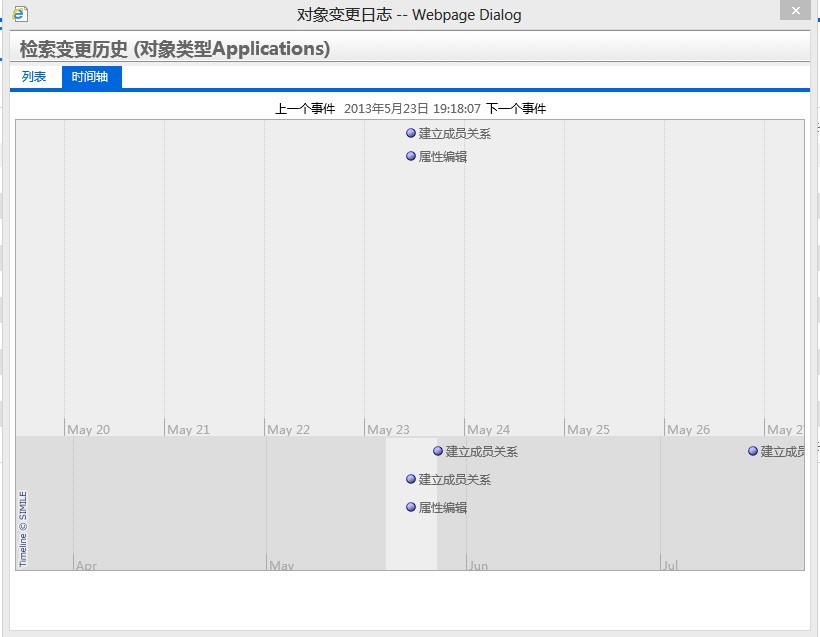 对象变更日志 -- Webpage Dialog
检索变更历史 (对象类型Applications)
列表 时间轴
上一个事件 2013年5月23日 19:18:07 下一个事件
建立成员关系
属性编辑
May 20 May 21 May 22 May 23 May 24 May 25 May 26 May 2
建立成员关系 建立成员
建立成员关系
属性编辑
Timeline © SIMILE
Apr May Jun Jul